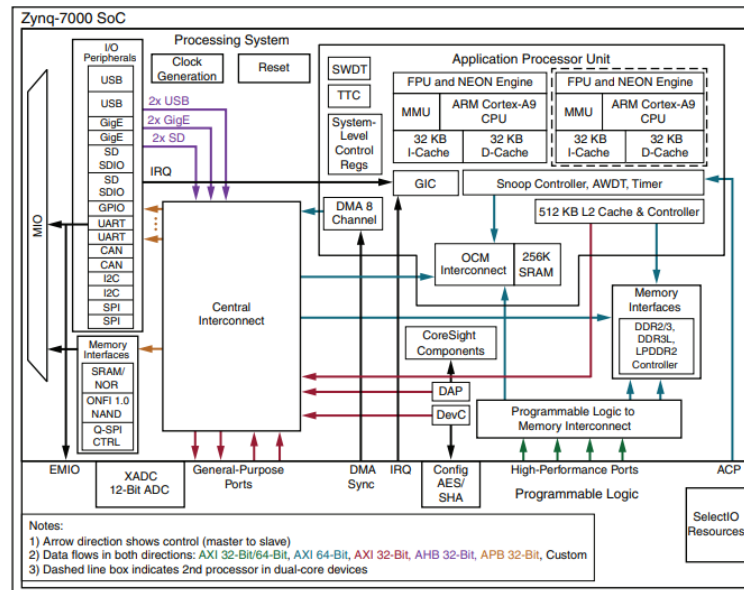 Zynq-7000 SoC
I/O
Peripherals
USB
USB
GigE
GigE
SD
SDIO
SD
SDIO
GPIO
UART
UART
CAN
CAN
I2C
I2C
SPI
SPI
MIO
Memory
Interfaces
SRAM/
NOR
ONFI 1.0
NAND
Q-SPI
CTRL
Processing System
Clock
Generation
Reset
2x USB
2x GigE
2x SD
IRQ
Central
Interconnect
SWDT
TTC
System-
Level
Control
Regs
DMA 8
Channel
Application Processor Unit
FPU and NEON Engine
MMU
ARM Cortex-A9
CPU
32 KB
I-Cache
32 KB
D-Cache
FPU and NEON Engine
MMU
ARM Cortex-A9
CPU
32 KB
I-Cache
32 KB
D-Cache
GIC
Snoop Controller, AWDT, Timer
512 KB L2 Cache & Controller
OCM
Interconnect
256K
SRAM
Memory
Interfaces
DDR2/3,
DDR3L,
LPDDR2
Controller
CoreSight
Components
DAP
DevC
Programmable Logic to
Memory Interconnect
EMIO
XADC
12-Bit ADC
General-Purpose
Ports
DMA
Sync
IRQ
Config
AES/
SHA
High-Performance Ports
ACP
Programmable Logic
SelectIO
Resources
Notes:
1) Arrow direction shows control (master to slave)
2) Data flows in both directions: AXI 32-Bit/64-Bit, AXI 64-Bit, AXI 32-Bit, AHB 32-Bit, APB 32-Bit, Custom
3) Dashed line box indicates 2nd processor in dual-core devices